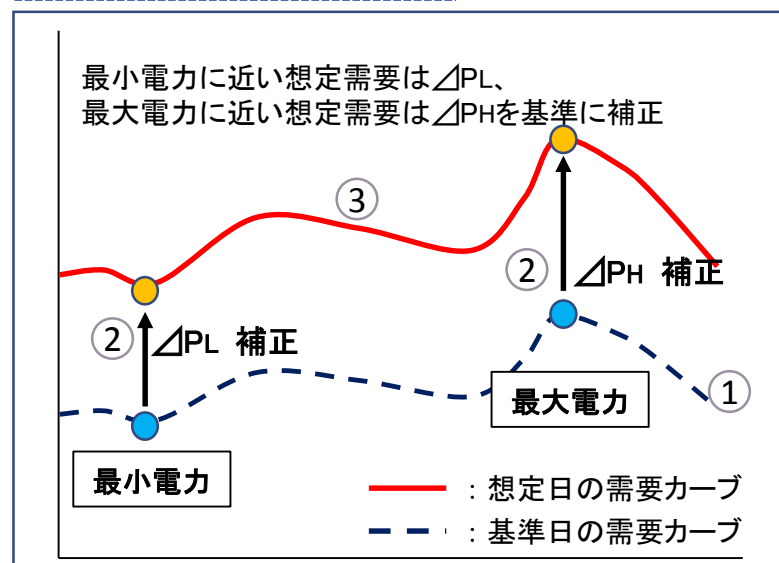 最小電力に近い想定需要は⊿PL、
最大電力に近い想定需要は⊿PHを基準に補正
③
②
⊿PH 補正
②
⊿PL 補正
①
最大電力
最小電力
：想定日の需要カーブ
：基準日の需要カーブ